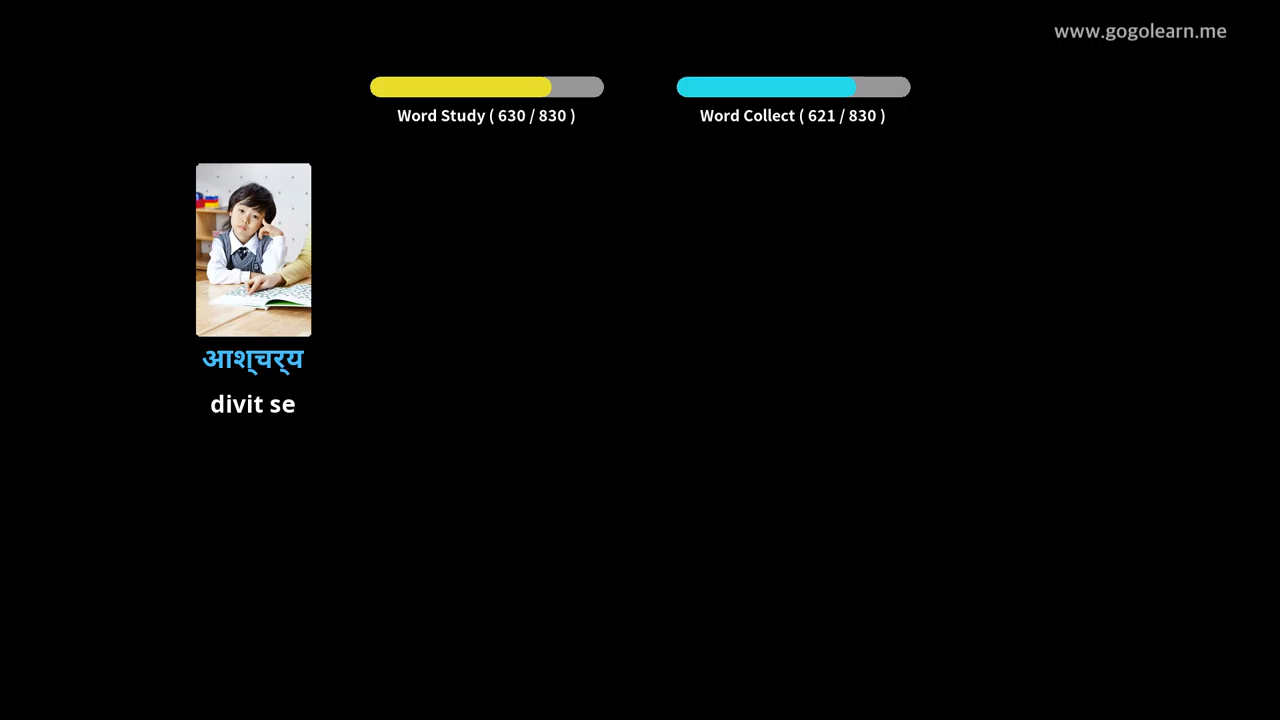 www.gogolearn.me
Word Study ( 630 / 830 )
Word Collect ( 621 / 830 )
आश्चर्य
divit se